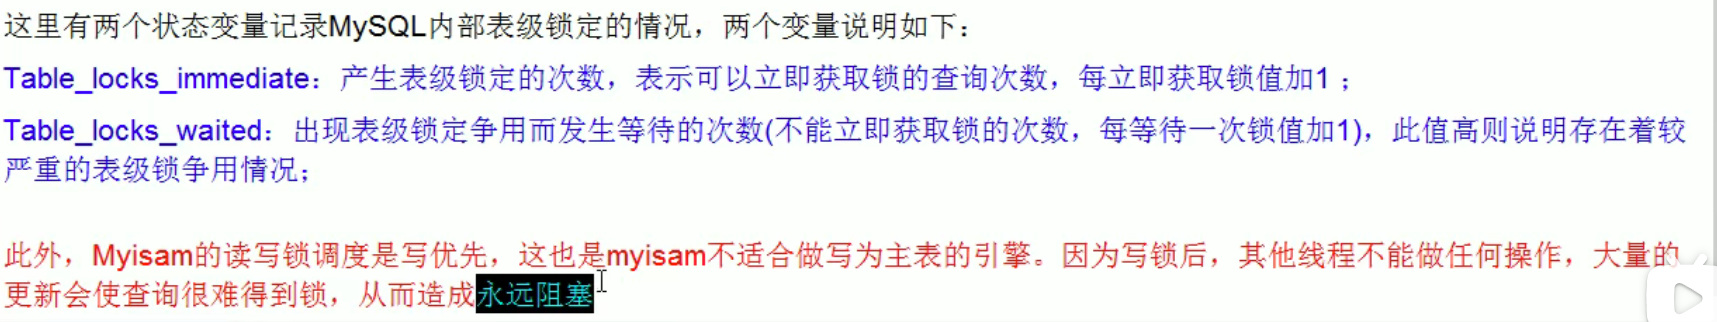 这里有两个状态变量记录MySQL内部表级锁定的情况，两个变量说明如下：
Table_locks_immediate：产生表级锁定的次数，表示可以立即获取锁的查询次数，每立即获取锁值加1 ；
Table_locks_waited：出现表级锁定争用而发生等待的次数(不能立即获取锁的次数，每等待一次锁值加1)，此值高则说明存在着较
严重的表级锁争用情况；
此外，Myisam的读写锁调度是写优先，这也是myisam不适合做写为主表的引擎。因为写锁后，其他线程不能做任何操作，大量的
更新会使查询很难得到锁，从而造成永远阻塞